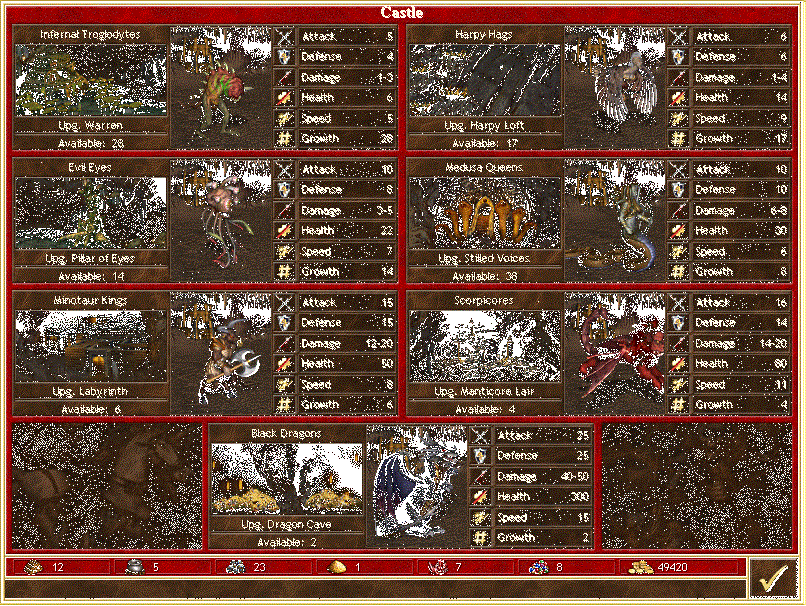 Castle
Infernal Troglodytes
Attack 5
Defense 4
Damage 1-3
Health 6
Speed 5
Growth 28
Upg. Warren
Available: 28
Harpy Hags
Attack 6
Defense 6
Damage 1-4
Health 14
Speed 9
Growth 17
Upg. Harpy Loft
Available: 17
Evil Eyes
Attack 10
Defense 8
Damage 3-5
Health 22
Speed 7
Growth 14
Upg. Pillar of Eyes
Available: 14
Medusa Queens
Attack 10
Defense 10
Damage 6-8
Health 30
Speed 6
Growth 8
Upg. Stilled Voices
Available: 38
Minotaur Kings
Attack 15
Defense 15
Damage 12-20
Health 50
Speed 8
Growth 6
Upg. Labyrinth
Available: 6
Scorpicores
Attack 16
Defense 14
Damage 14-20
Health 80
Speed 11
Growth 4
Upg. Manticore Lair
Available: 4
Black Dragons
Attack 25
Defense 25
Damage 40-50
Health 300
Speed 15
Growth 2
Upg. Dragon Cave
Available: 2
12 5 23 1 7 8 49420